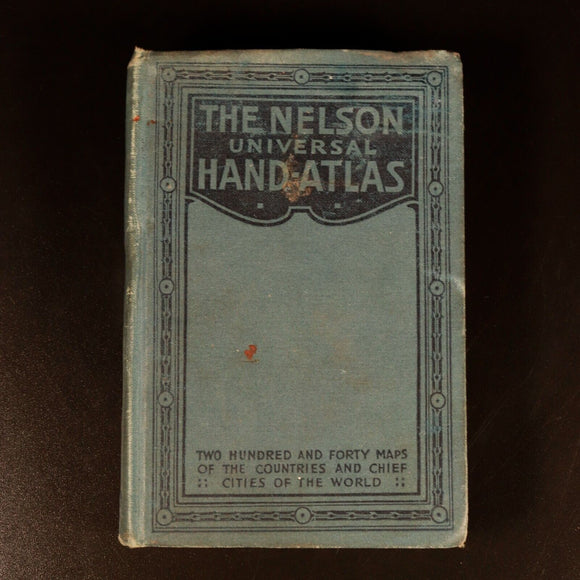 THE NELSON
UNIVERSAL
HAND-ATLAS
TWO HUNDRED AND FORTY MAPS
OF THE COUNTRIES AND CHIEF
:: CITIES OF THE WORLD ::